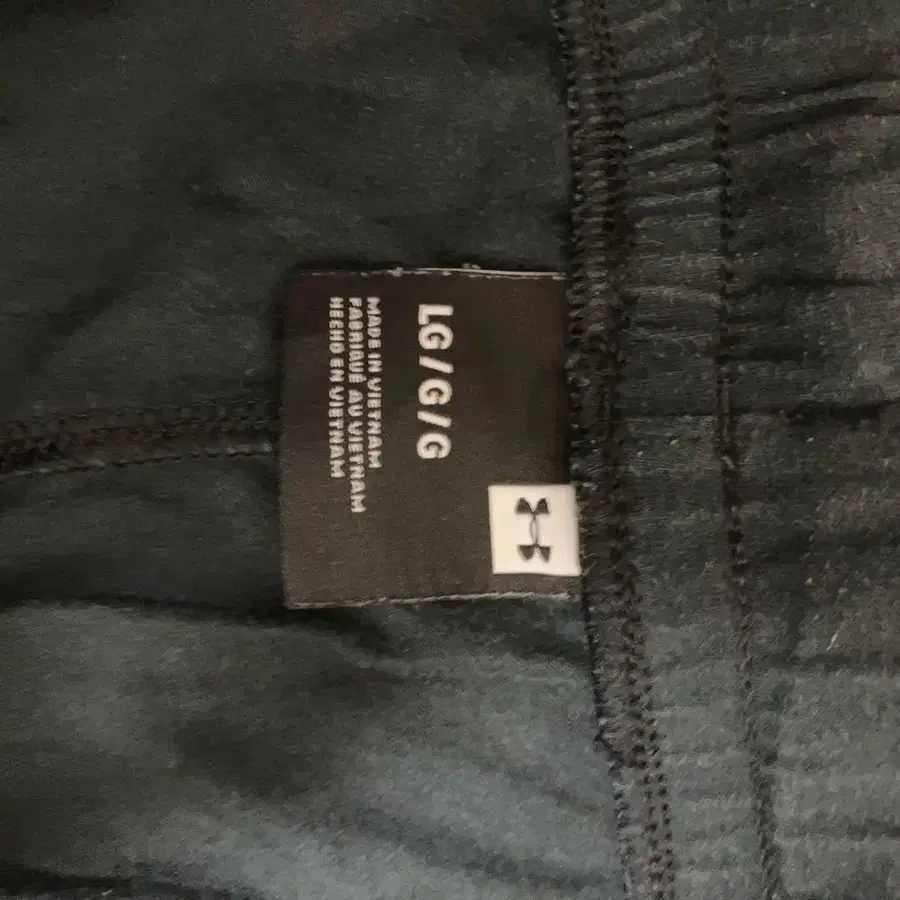 LG / G / G
MADE IN VIETNAM
FABRIQUÉ AU VIETNAM
HECHO EN VIETNAM